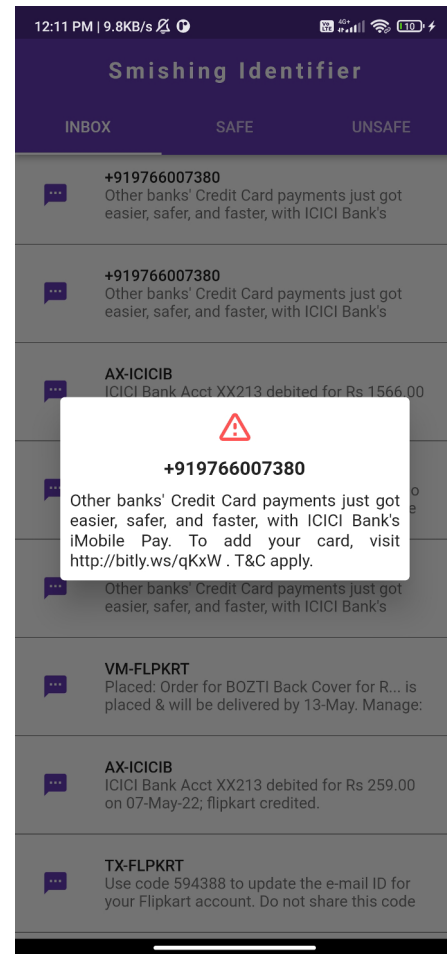 12:11 PM | 9.8KB/s
Vo LTE 4G+ 10
Smishing Identifier
INBOX SAFE UNSAFE
+919766007380
Other banks' Credit Card payments just got
easier, safer, and faster, with ICICI Bank's
+919766007380
Other banks' Credit Card payments just got
easier, safer, and faster, with ICICI Bank's
AX-ICICIB
ICICI Bank Acct XX213 debited for Rs 1566.00
+919766007380
Other banks' Credit Card payments just got
easier, safer, and faster, with ICICI Bank's
iMobile Pay. To add your card, visit
http://bitly.ws/qKxW . T&C apply.
o
e
Other banks' Credit Card payments just got
easier, safer, and faster, with ICICI Bank's
VM-FLPKRT
Placed: Order for BOZTI Back Cover for R... is
placed & will be delivered by 13-May. Manage:
AX-ICICIB
ICICI Bank Acct XX213 debited for Rs 259.00
on 07-May-22; flipkart credited.
TX-FLPKRT
Use code 594388 to update the e-mail ID for
your Flipkart account. Do not share this code